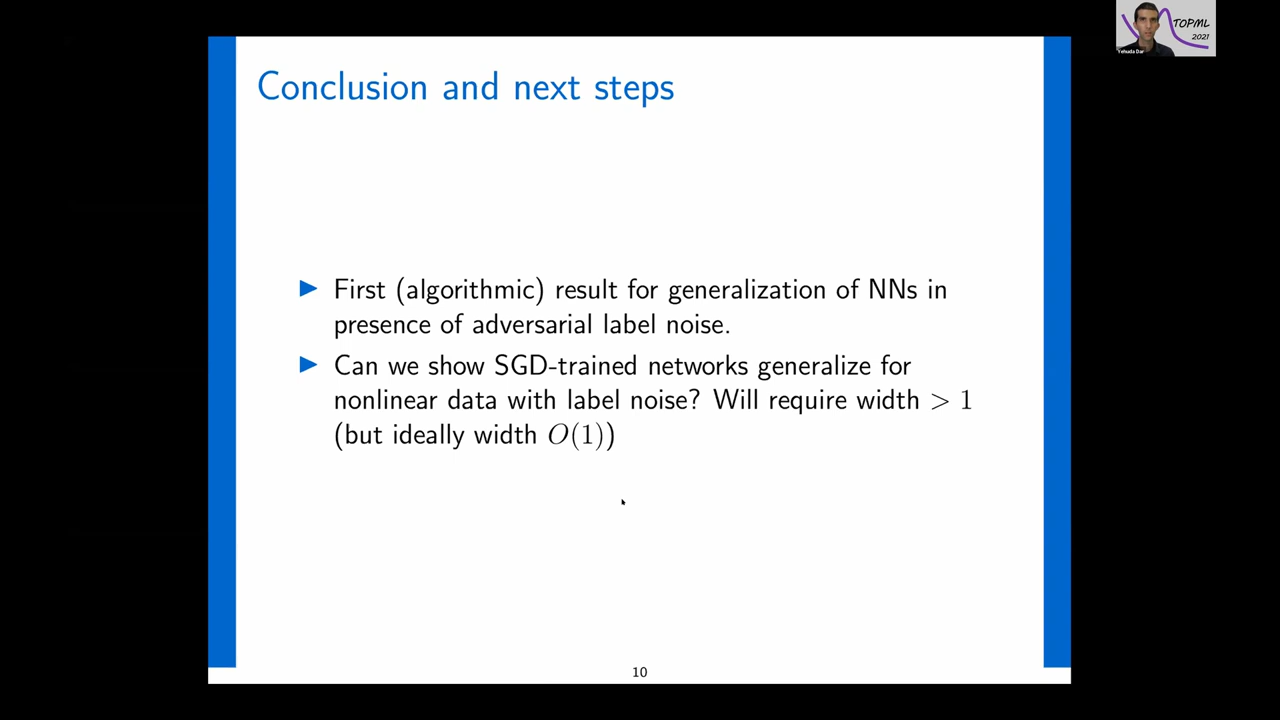 TOPML
2021
Yehuda Dar
Conclusion and next steps
▶ First (algorithmic) result for generalization of NNs in
presence of adversarial label noise.
▶ Can we show SGD-trained networks generalize for
nonlinear data with label noise? Will require width > 1
(but ideally width O(1))
10